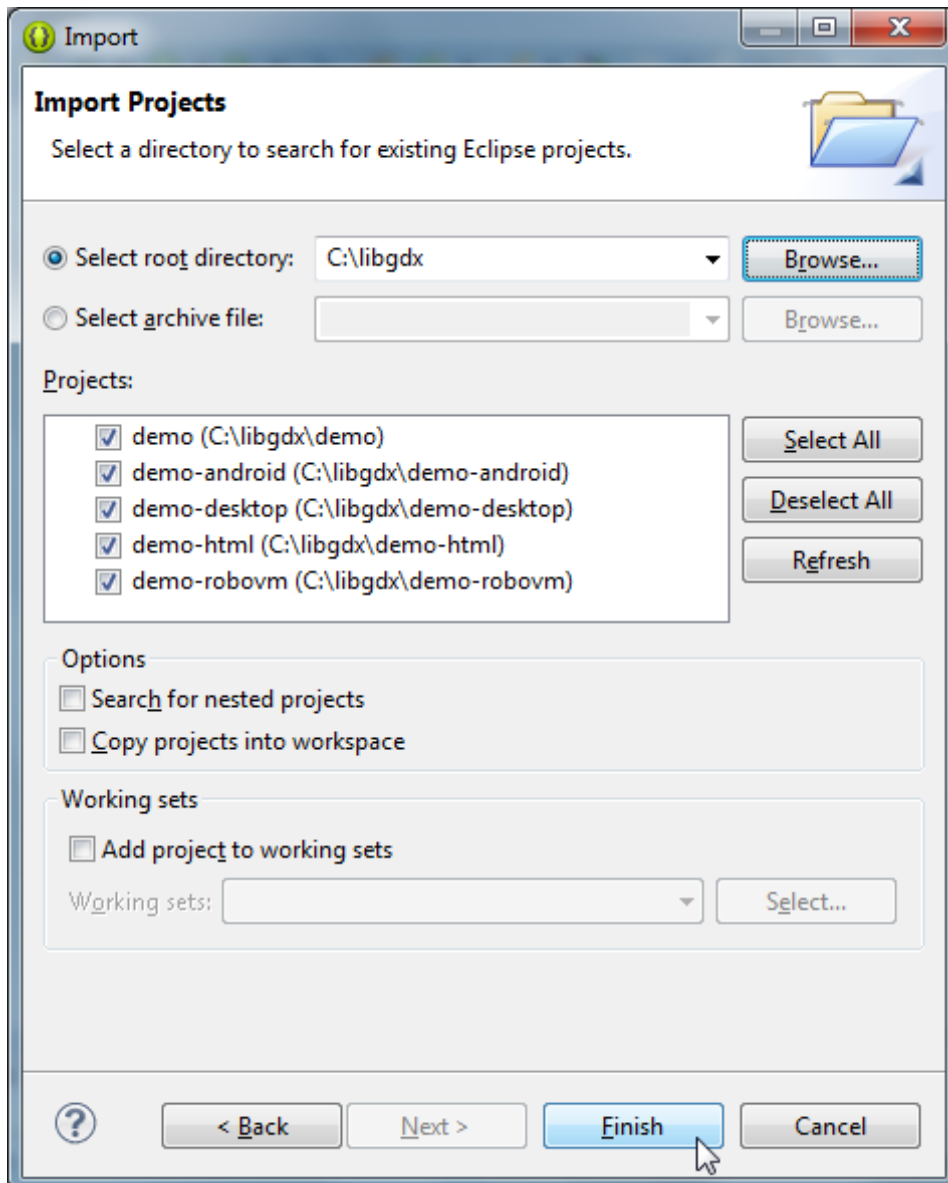 Import
Import Projects
Select a directory to search for existing Eclipse projects.
Select root directory: C:\libgdx Browse...
Select archive file: Browse...
Projects:
demo (C:\libgdx\demo) Select All
demo-android (C:\libgdx\demo-android)
demo-desktop (C:\libgdx\demo-desktop) Deselect All
demo-html (C:\libgdx\demo-html)
demo-robovm (C:\libgdx\demo-robovm) Refresh
Options
Search for nested projects
Copy projects into workspace
Working sets
Add project to working sets
Working sets: Select...
? < Back Next > Finish Cancel